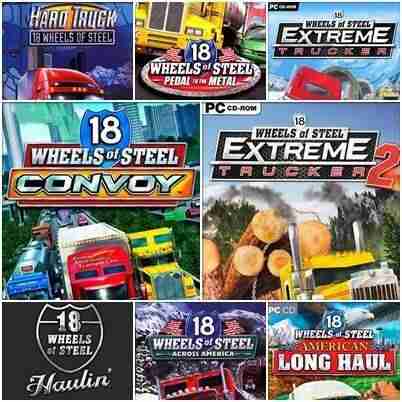 HARD TRUCK
18 WHEELS of STEEL
18
WHEELS of STEEL
PEDAL TO THE METAL
PC CD-ROM
18 WHEELS of STEEL
EXTREME
TRUCKER
18
WHEELS of STEEL
CONVOY
PC CD-ROM
18 WHEELS of STEEL
EXTREME
TRUCKER 2
18
WHEELS
of STEEL
Haulin'
18
WHEELS of STEEL
ACROSS AMERICA
PC CD
18 WHEELS of STEEL
AMERICAN
LONG HAUL